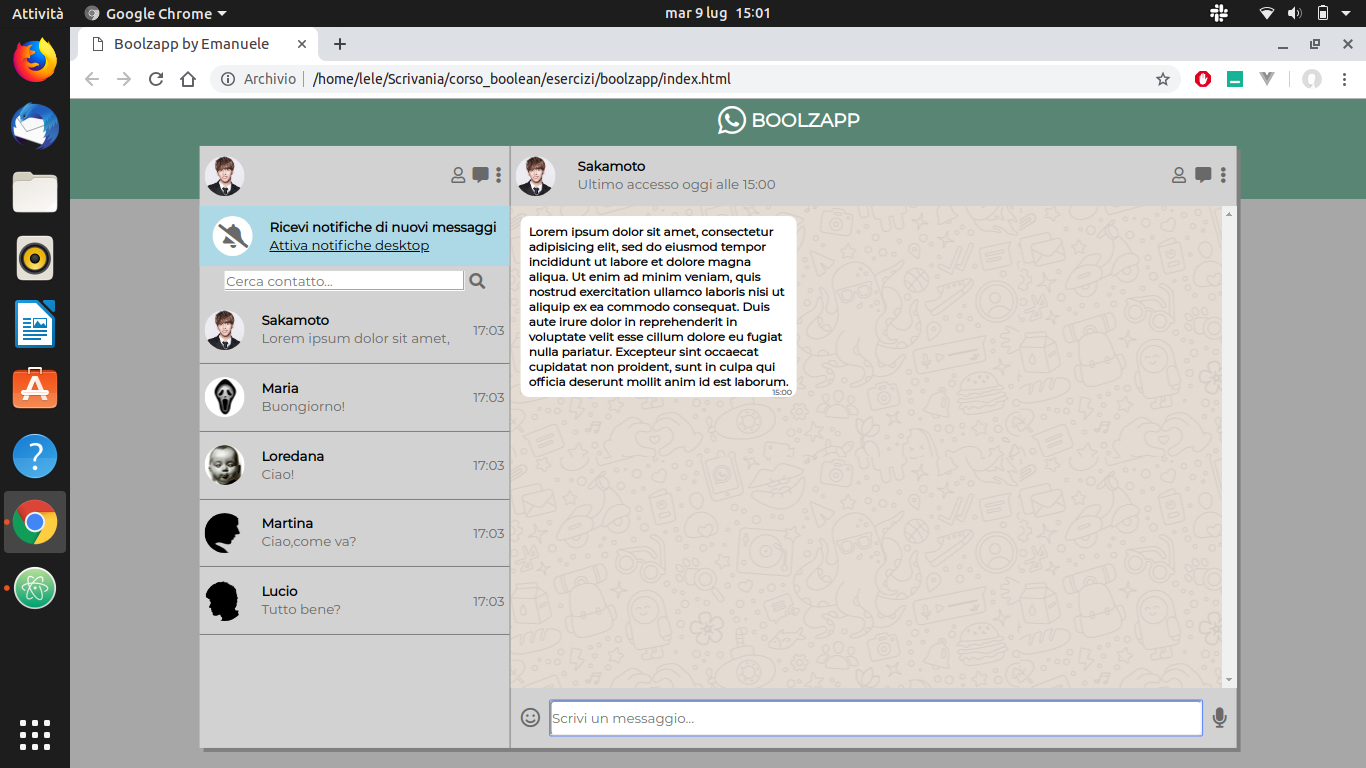 Attività
Google Chrome
mar 9 lug 15:01
Boolzapp by Emanuele
Archivio
/home/lele/Scrivania/corso_boolean/esercizi/boolzapp/index.html
BOOLZAPP
Sakamoto
Ultimo accesso oggi alle 15:00
Ricevi notifiche di nuovi messaggi
Attiva notifiche desktop
Cerca contatto...
Sakamoto
Lorem ipsum dolor sit amet,
17:03
Maria
Buongiorno!
17:03
Loredana
Ciao!
17:03
Martina
Ciao,come va?
17:03
Lucio
Tutto bene?
17:03
Lorem ipsum dolor sit amet, consectetur
adipisicing elit, sed do eiusmod tempor
incididunt ut labore et dolore magna
aliqua. Ut enim ad minim veniam, quis
nostrud exercitation ullamco laboris nisi ut
aliquip ex ea commodo consequat. Duis
aute irure dolor in reprehenderit in
voluptate velit esse cillum dolore eu fugiat
nulla pariatur. Excepteur sint occaecat
cupidatat non proident, sunt in culpa qui
officia deserunt mollit anim id est laborum.
15:00
Scrivi un messaggio...